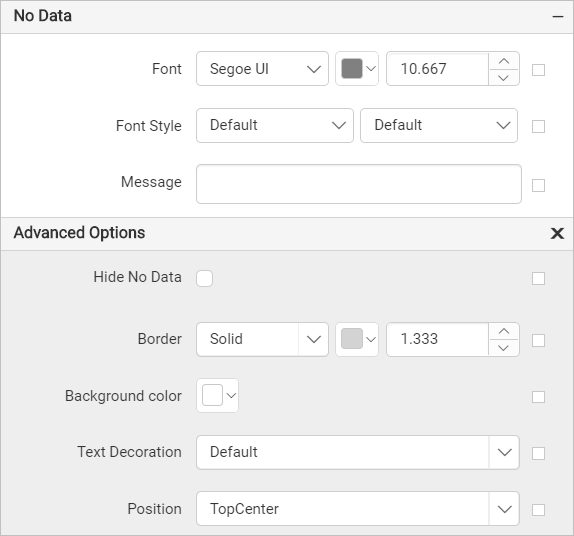 No Data
Font Segoe UI 10.667
Font Style Default Default
Message
Advanced Options
Hide No Data
Border Solid 1.333
Background color
Text Decoration Default
Position TopCenter